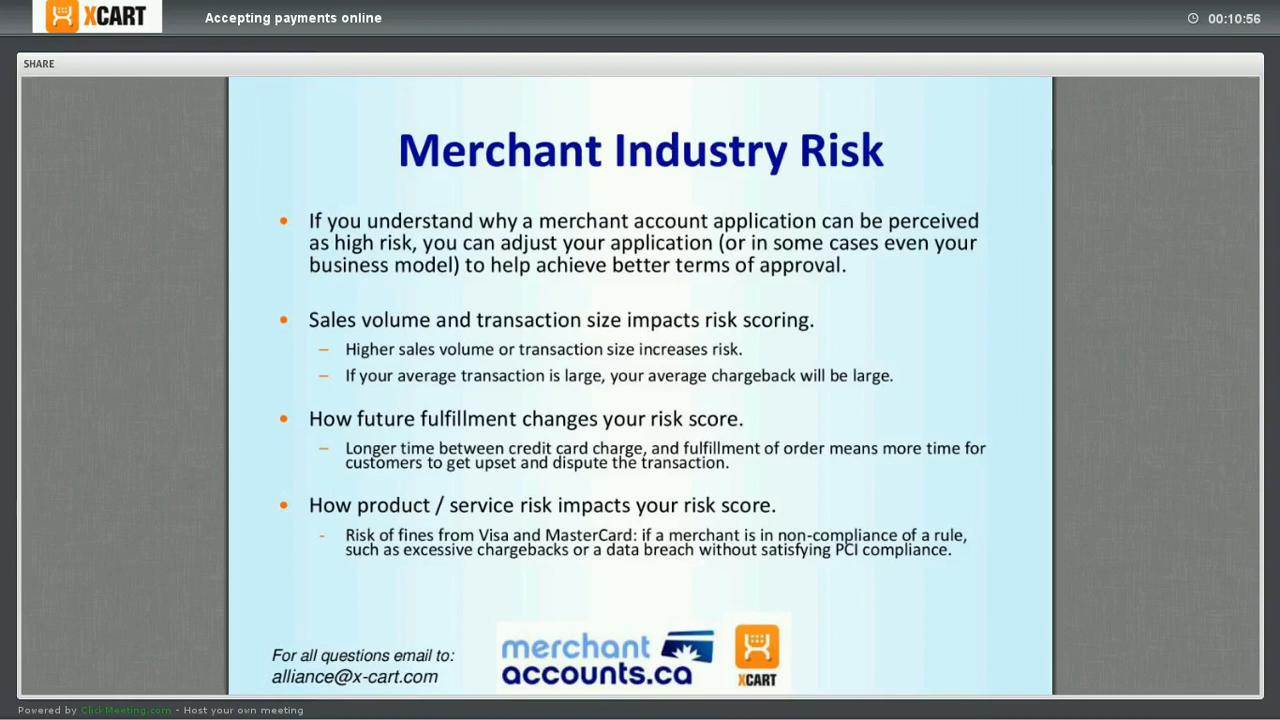 XCART
Accepting payments online
00:10:56
SHARE
Merchant Industry Risk
• If you understand why a merchant account application can be perceived
as high risk, you can adjust your application (or in some cases even your
business model) to help achieve better terms of approval.
• Sales volume and transaction size impacts risk scoring.
– Higher sales volume or transaction size increases risk.
– If your average transaction is large, your average chargeback will be large.
• How future fulfillment changes your risk score.
– Longer time between credit card charge, and fulfillment of order means more time for
customers to get upset and dispute the transaction.
• How product / service risk impacts your risk score.
- Risk of fines from Visa and MasterCard: if a merchant is in non-compliance of a rule,
such as excessive chargebacks or a data breach without satisfying PCI compliance.
For all questions email to:
alliance@x-cart.com
merchant
accounts.ca
XCART
Powered by ClickMeeting.com - Host your own meeting